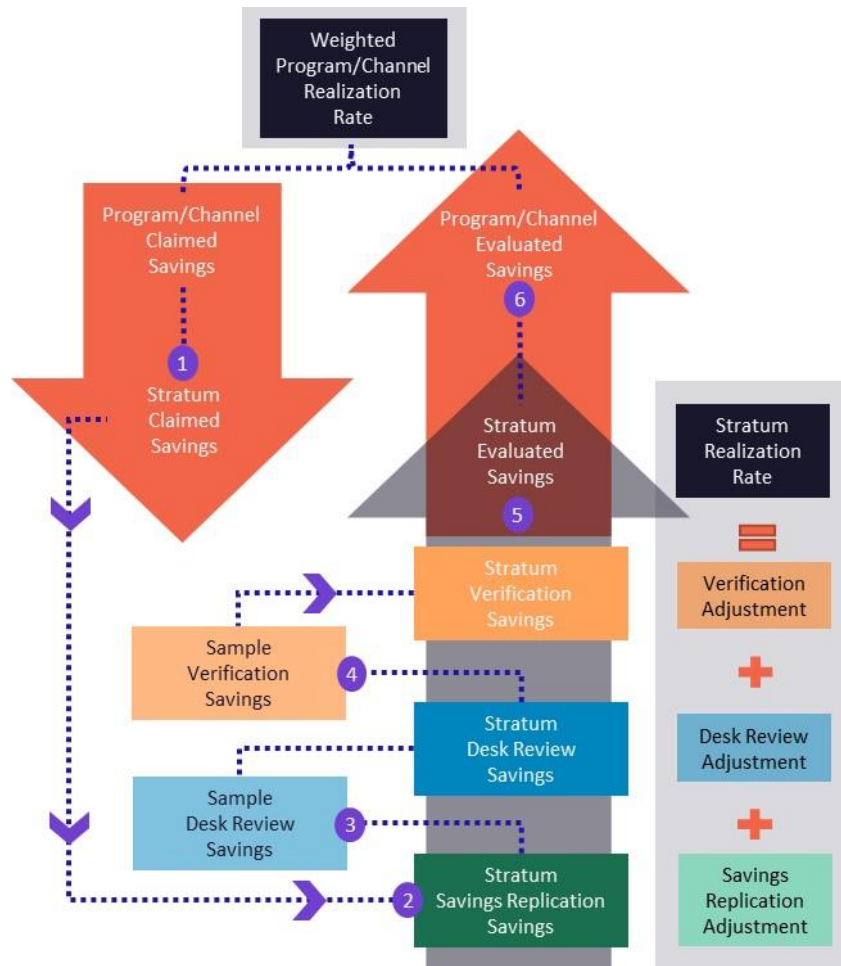 Weighted
Program/Channel
Realization
Rate
Program/Channel
Claimed
Savings
1
Stratum
Claimed
Savings
Program/Channel
Evaluated
Savings
6
Stratum
Evaluated
Savings
5
Stratum
Realization
Rate
=
Stratum
Verification
Savings
Verification
Adjustment
Sample
Verification
Savings
4
+
Stratum
Desk Review
Savings
Desk Review
Adjustment
Sample
Desk Review
Savings
3
+
2
Stratum
Savings Replication
Savings
Savings
Replication
Adjustment